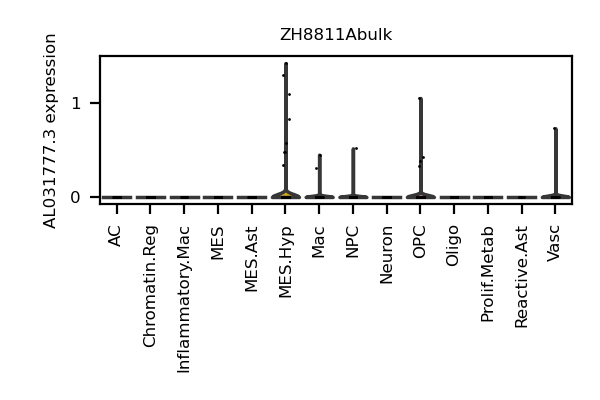 ZH8811Abulk
AL031777.3 expression
1
0
AC
Chromatin.Reg
Inflammatory.Mac
MES
MES.Ast
MES.Hyp
Mac
NPC
Neuron
OPC
Oligo
Prolif.Metab
Reactive.Ast
Vasc